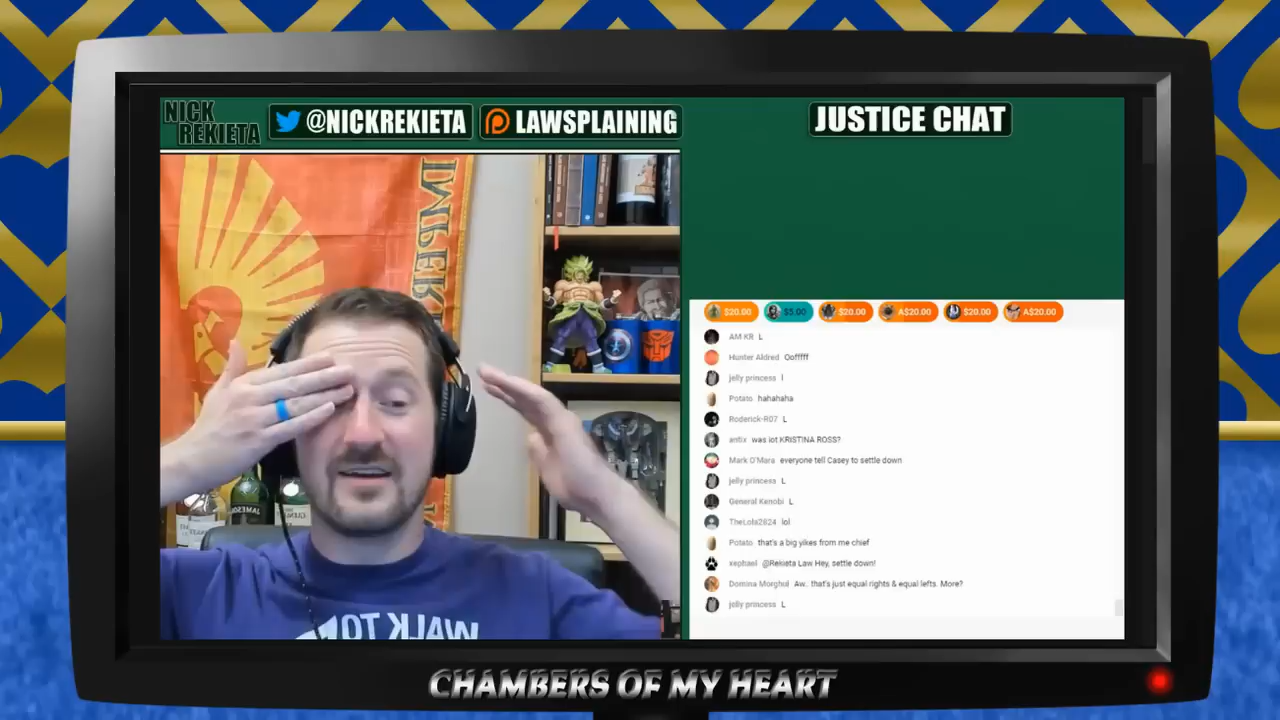 NICK
REKIETA
@NICKREKIETA
LAWSPLAINING
JUSTICE CHAT
$20.00
$5.00
$20.00
A$20.00
$20.00
A$20.00
AM KR L
Hunter Aldred Oofffff
jelly princess l
Potato hahahaha
Roderick-R07 L
antix was iot KRISTINA ROSS?
Mark O'Mara everyone tell Casey to settle down
jelly princess L
General Kenobi L
TheLola2824 lol
Potato that's a big yikes from me chief
xephael @Rekieta Law Hey, settle down!
Domina Morghul Aw.. that's just equal rights & equal lefts. More?
jelly princess L
WALK TO
CHAMBERS OF MY HEART